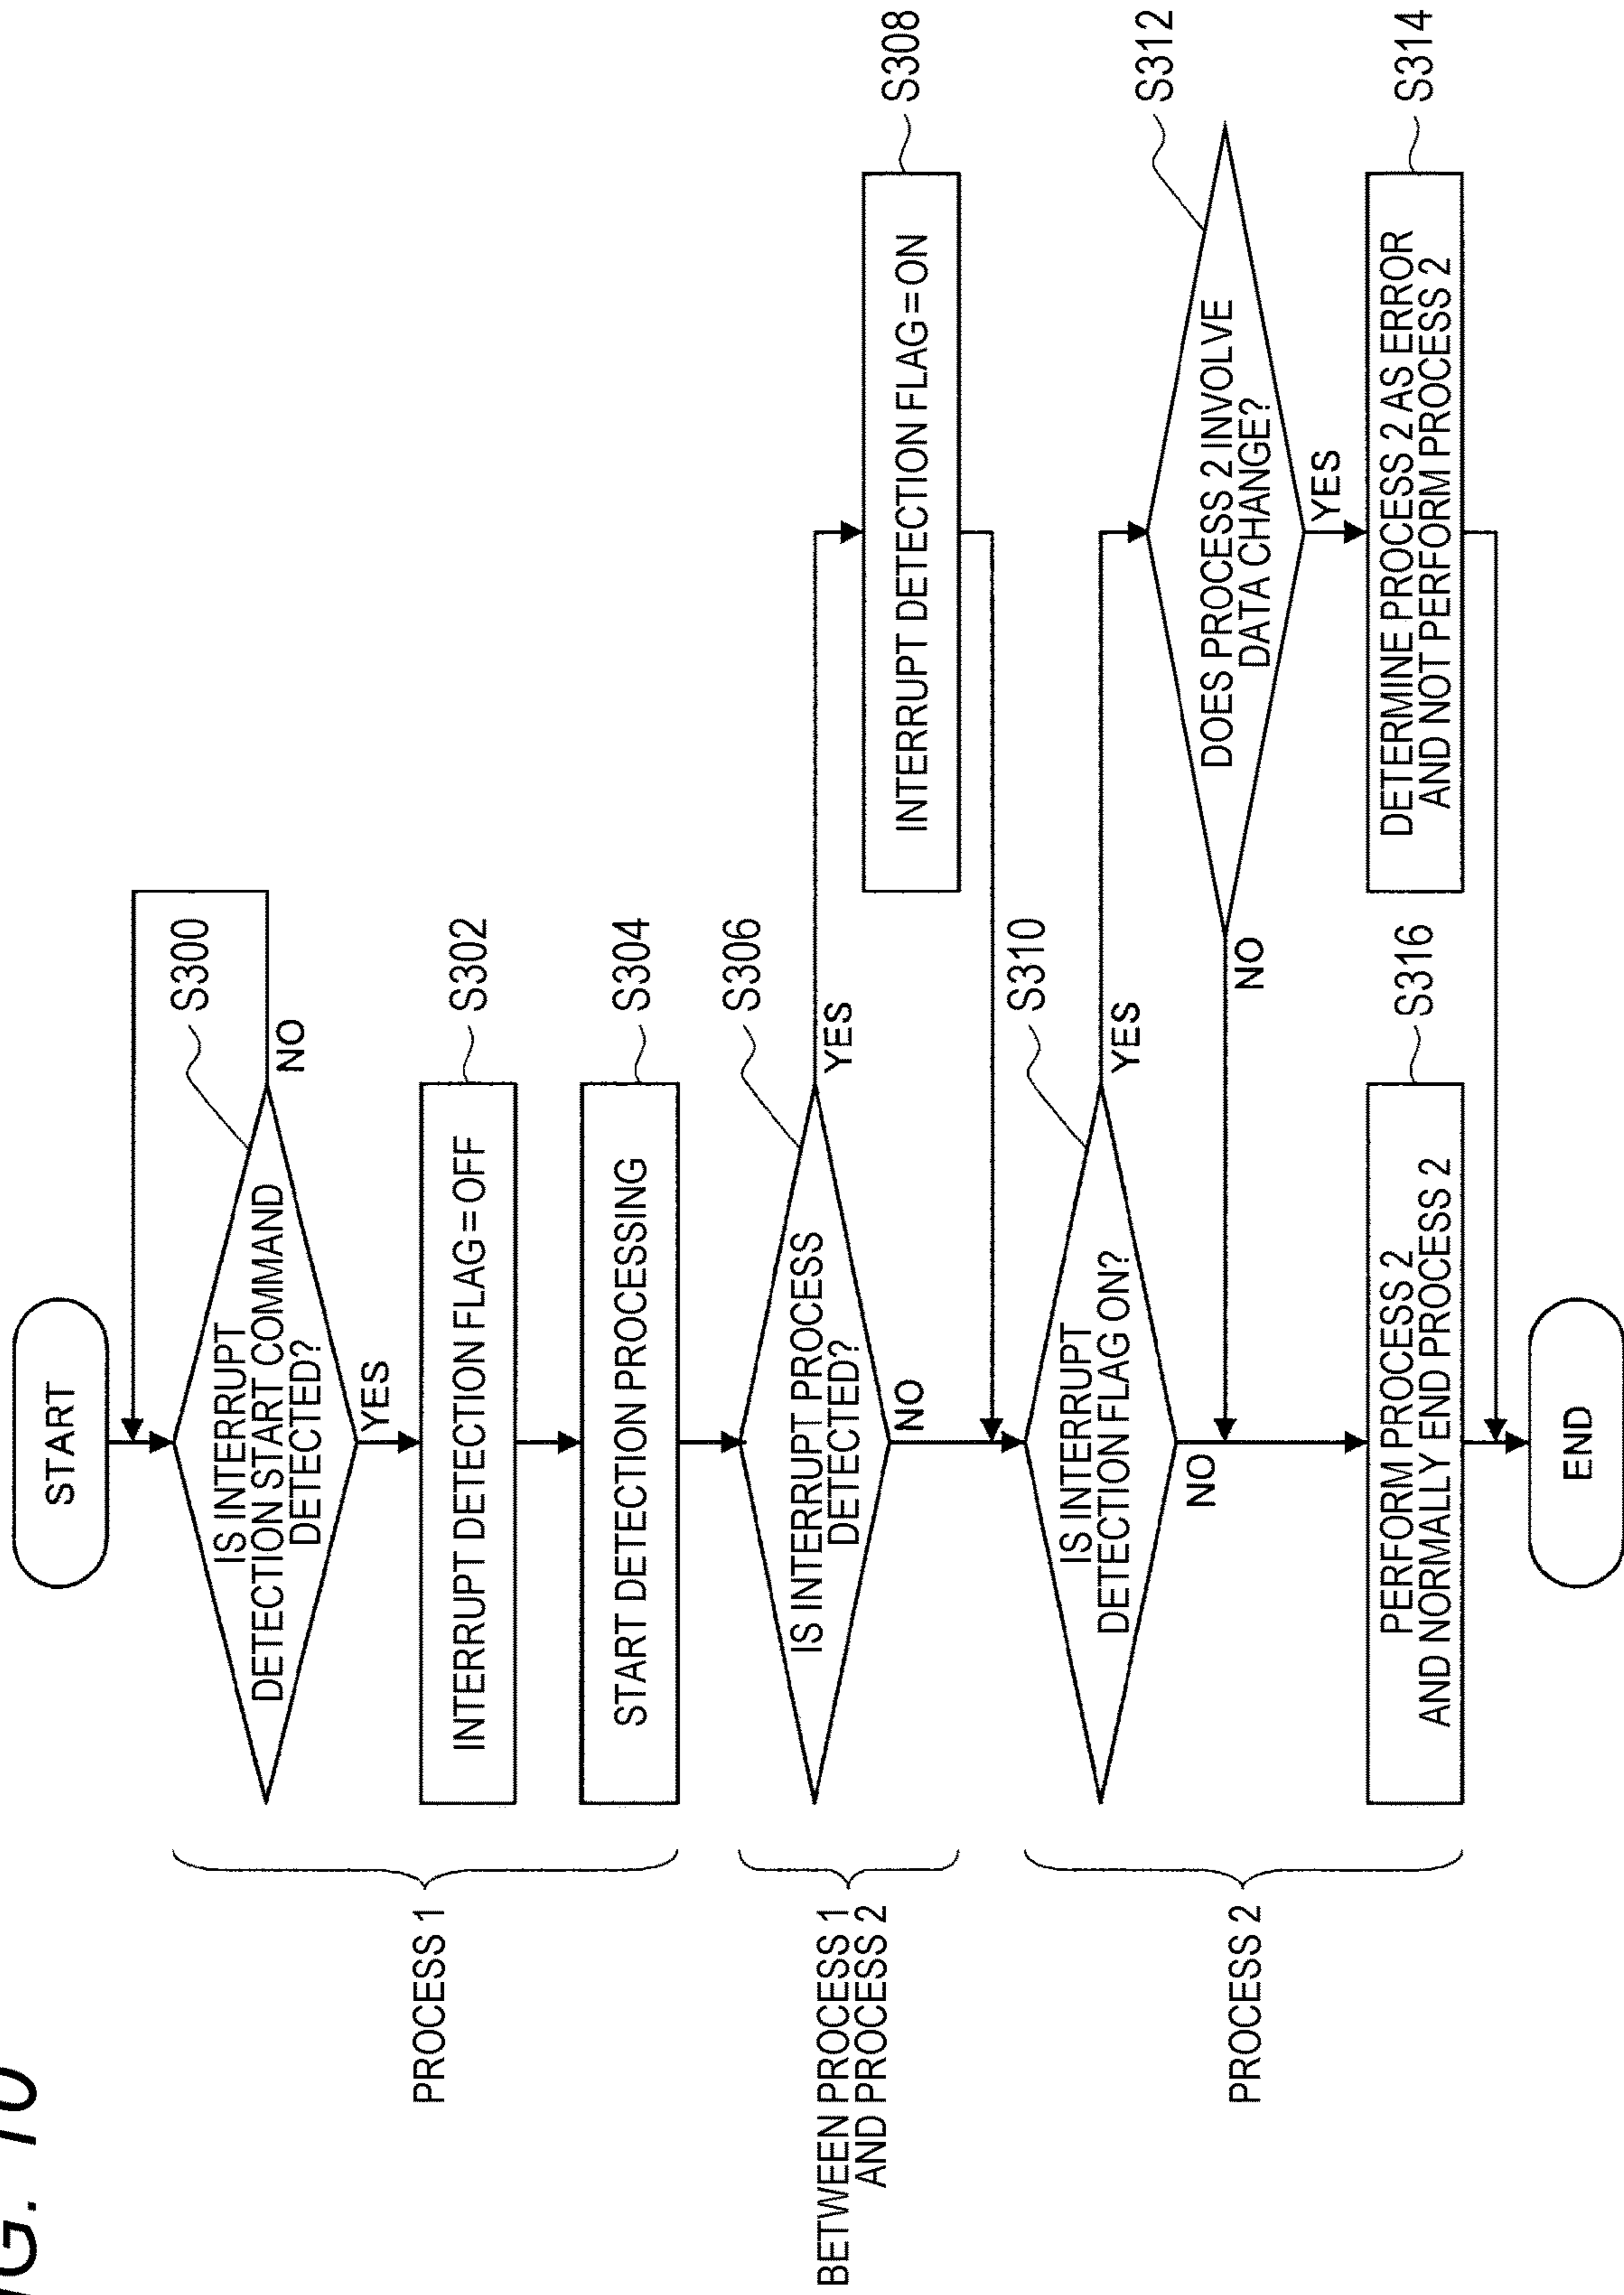 IG. 10
START
S300
IS INTERRUPT
DETECTION START COMMAND
DETECTED?
NO
YES
PROCESS 1
INTERRUPT DETECTION FLAG = OFF
S302
START DETECTION PROCESSING
S304
BETWEEN PROCESS 1
AND PROCESS 2
IS INTERRUPT PROCESS
DETECTED?
S306
YES
NO
INTERRUPT DETECTION FLAG = ON
S308
PROCESS 2
IS INTERRUPT
DETECTION FLAG ON?
S310
YES
NO
DOES PROCESS 2 INVOLVE
DATA CHANGE?
S312
NO
YES
PERFORM PROCESS 2
AND NORMALLY END PROCESS 2
S316
DETERMINE PROCESS 2 AS ERROR
AND NOT PERFORM PROCESS 2
S314
END